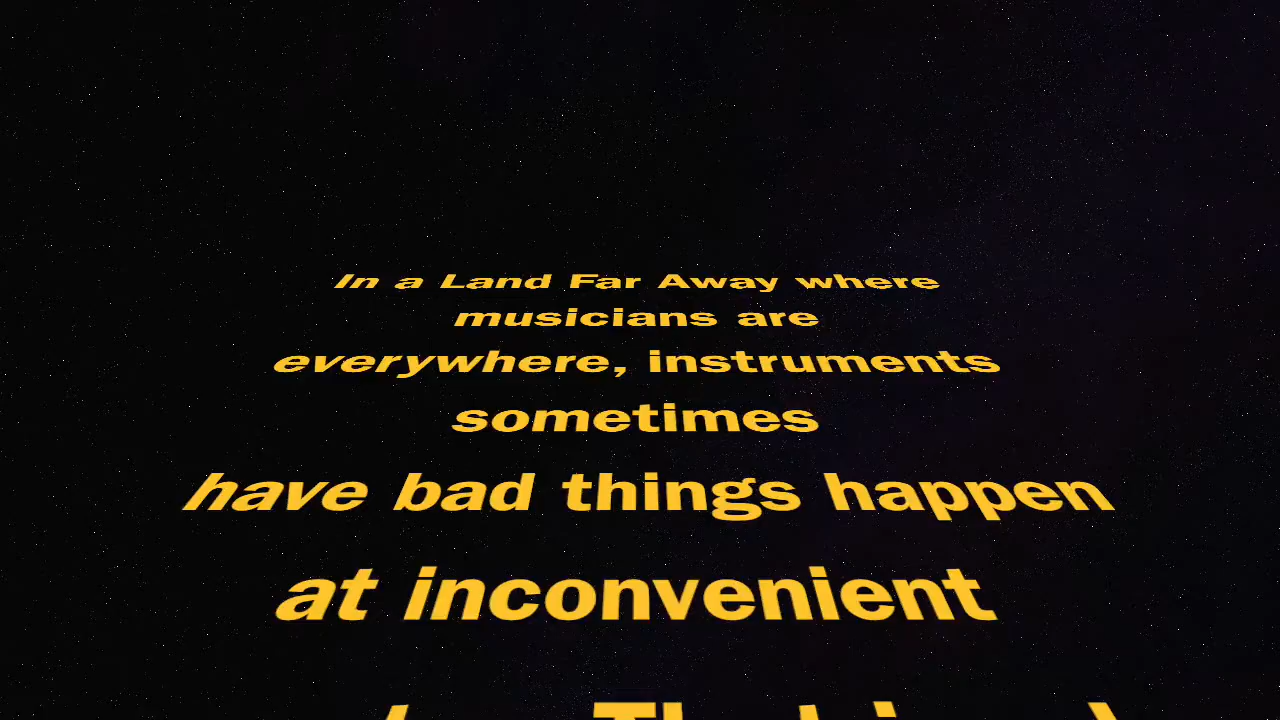 In a Land Far Away where
musicians are
everywhere, instruments
sometimes
have bad things happen
at inconvenient